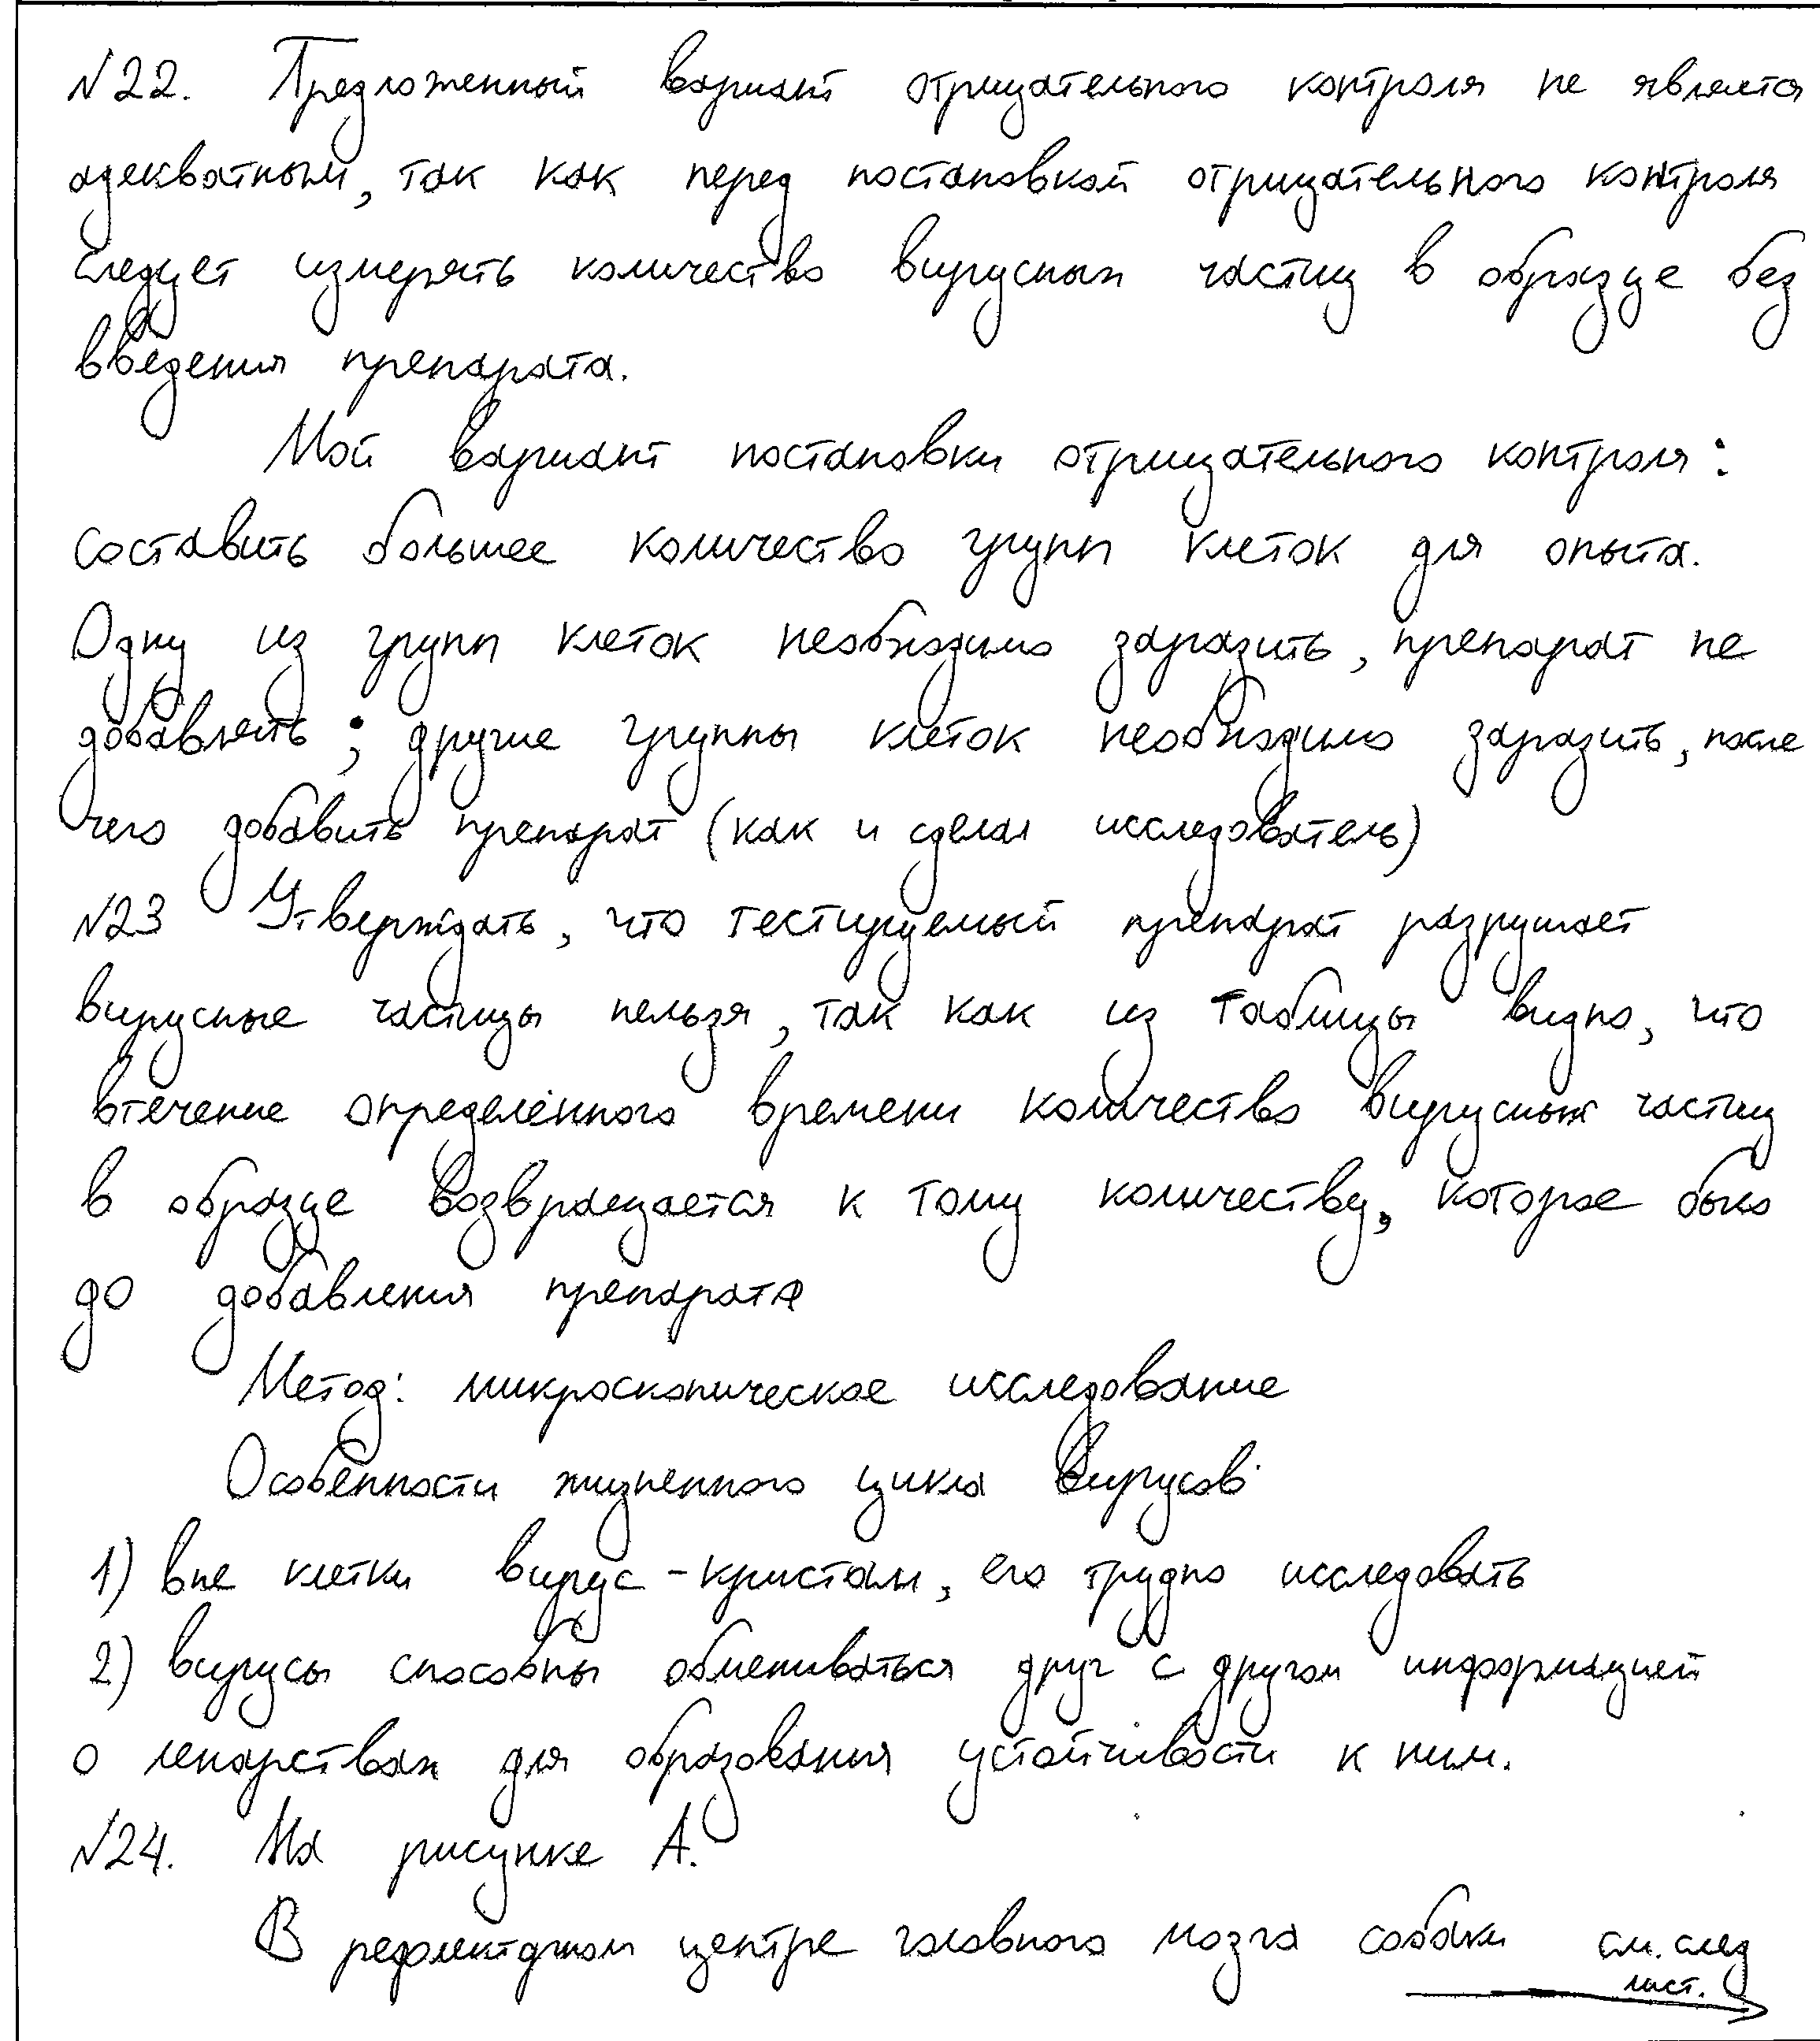 №22. Предложенный вариант отрицательного контроля не является
адекватным, так как перед постановкой отрицательного контроля
следует измерять количество вирусных частиц в образце без
введения препарата.
Мой вариант постановки отрицательного контроля:
составить большее количество групп клеток для опыта.
Одну из групп клеток необходимо заразить, препарат не
добавлять; другие группы клеток необходимо заразить, после
чего добавить препарат (как и сделал исследователь)
№23 Утверждать, что тестируемый препарат разрушает
вирусные частицы нельзя, так как из таблицы видно, что
втечение определённого времени количество вирусных частиц
в образце возвращается к тому количеству, которое было
до добавления препарата
Метод: микроскопическое исследование
Особенности жизненного цикла вирусов
1) вне клетки вирус - кристалл, его трудно исследовать
2) вирусы способны обмениваться друг с другом информацией
о лекарствах для образования устойчивости к ним.
№24. На рисунке А.
В рефлекторном центре головного мозга собаки см. след
лист.